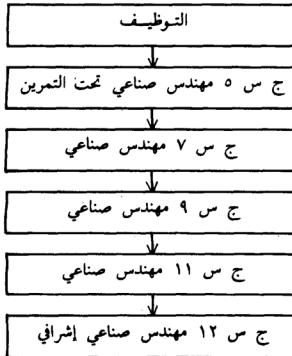 التوظيف
ج س ٥ مهندس صناعي تحت التمرين
ج س ٧ مهندس صناعي
ج س ٩ مهندس صناعي
ج س ١١ مهندس صناعي
ج س ١٢ مهندس صناعي إشرافي